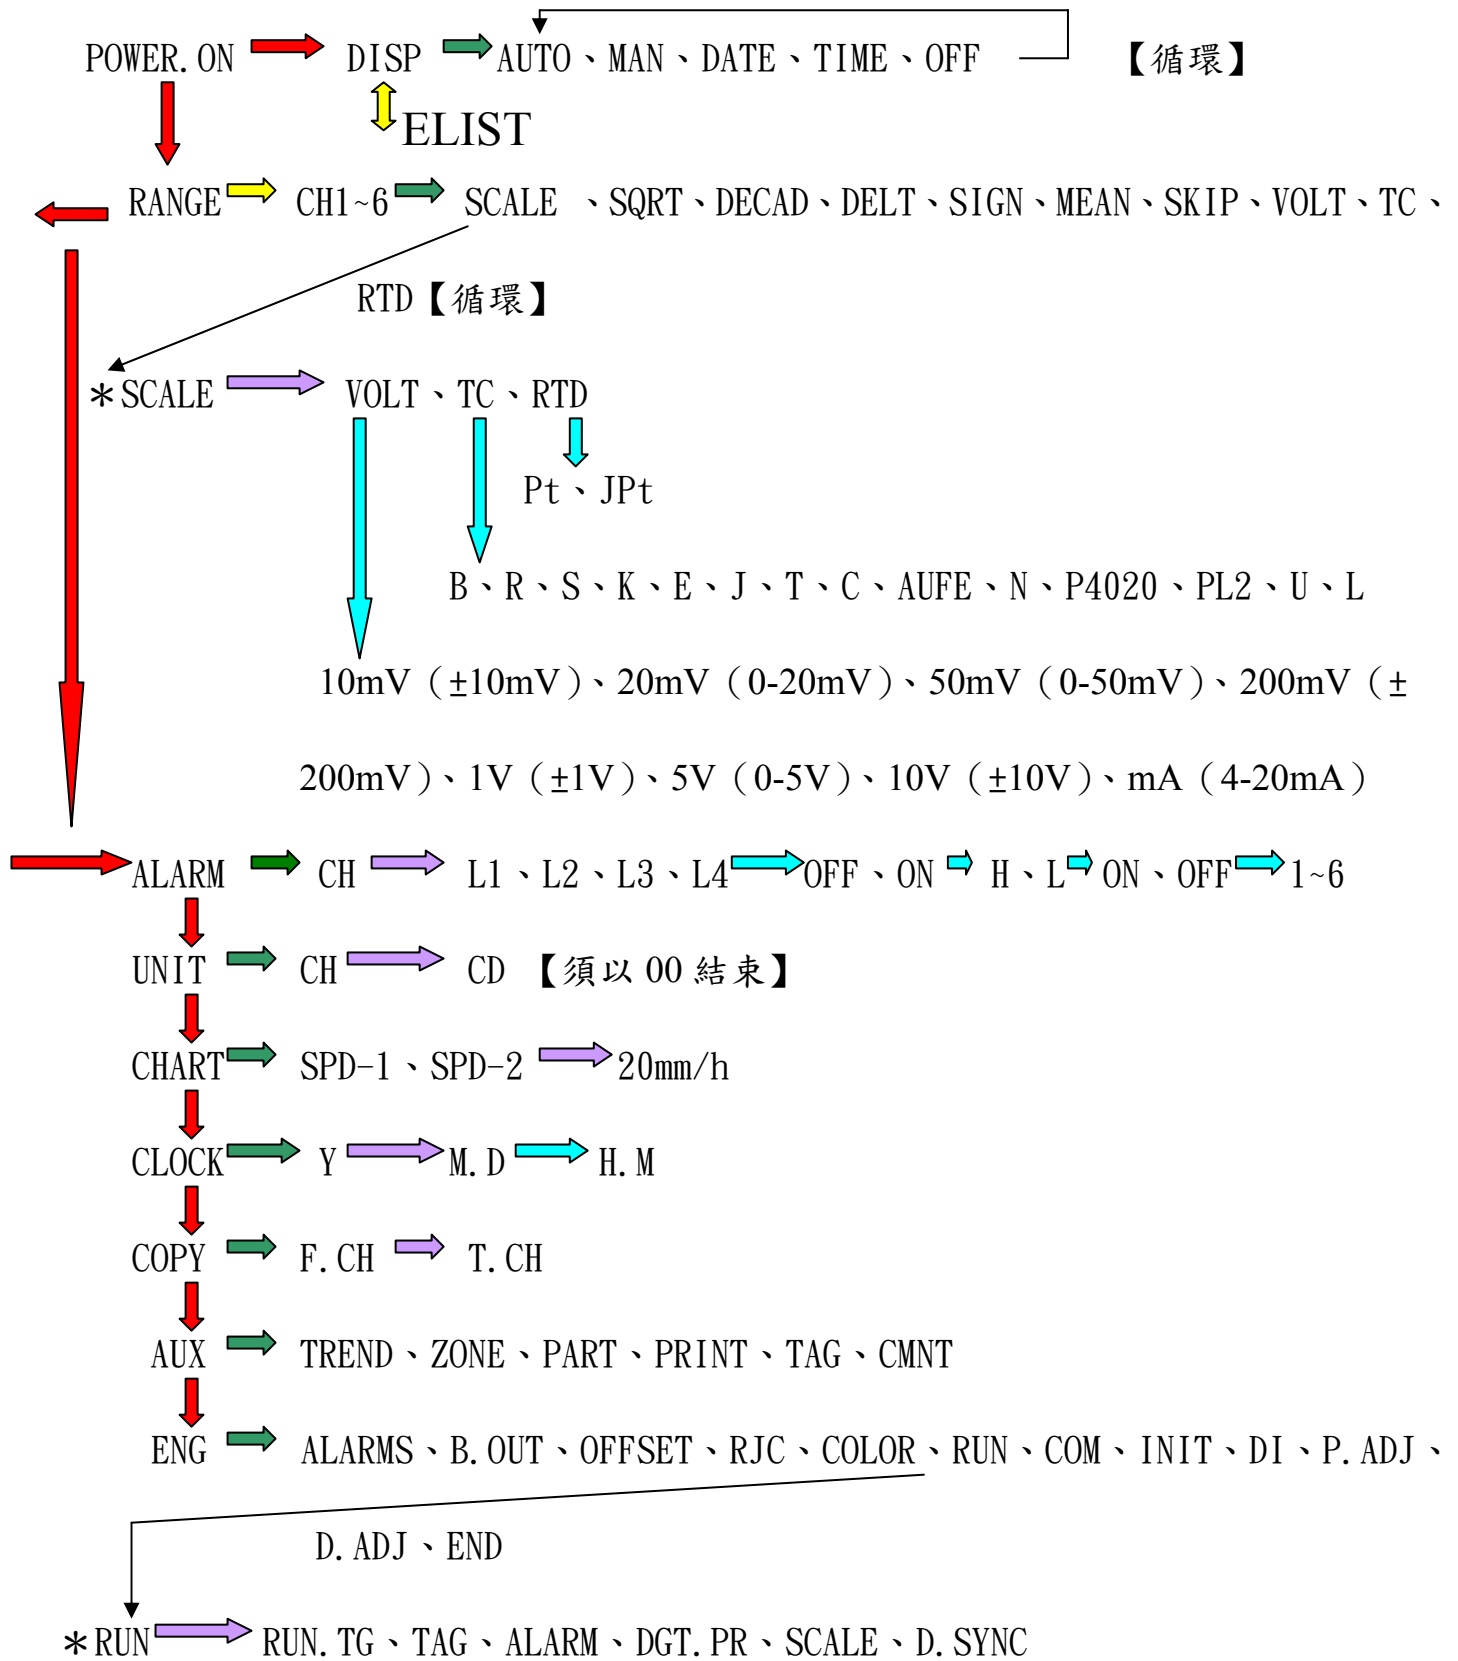 POWER.ON DISP AUTO、MAN、DATE、TIME、OFF 【循環】
ELIST
RANGE CH1~6 SCALE 、SQRT、DECAD、DELT、SIGN、MEAN、SKIP、VOLT、TC、
RTD【循環】
＊SCALE VOLT、TC、RTD
Pt、JPt
B、R、S、K、E、J、T、C、AUFE、N、P4020、PL2、U、L
10mV（±10mV）、20mV（0-20mV）、50mV（0-50mV）、200mV（±
200mV）、1V（±1V）、5V（0-5V）、10V（±10V）、mA（4-20mA）
ALARM CH L1、L2、L3、L4 OFF、ON H、L ON、OFF 1~6
UNIT CH CD 【須以 00 結束】
CHART SPD-1、SPD-2 20mm/h
CLOCK Y M.D H.M
COPY F.CH T.CH
AUX TREND、ZONE、PART、PRINT、TAG、CMNT
ENG ALARMS、B.OUT、OFFSET、RJC、COLOR、RUN、COM、INIT、DI、P.ADJ、
D.ADJ、END
＊RUN RUN.TG、TAG、ALARM、DGT.PR、SCALE、D.SYNC